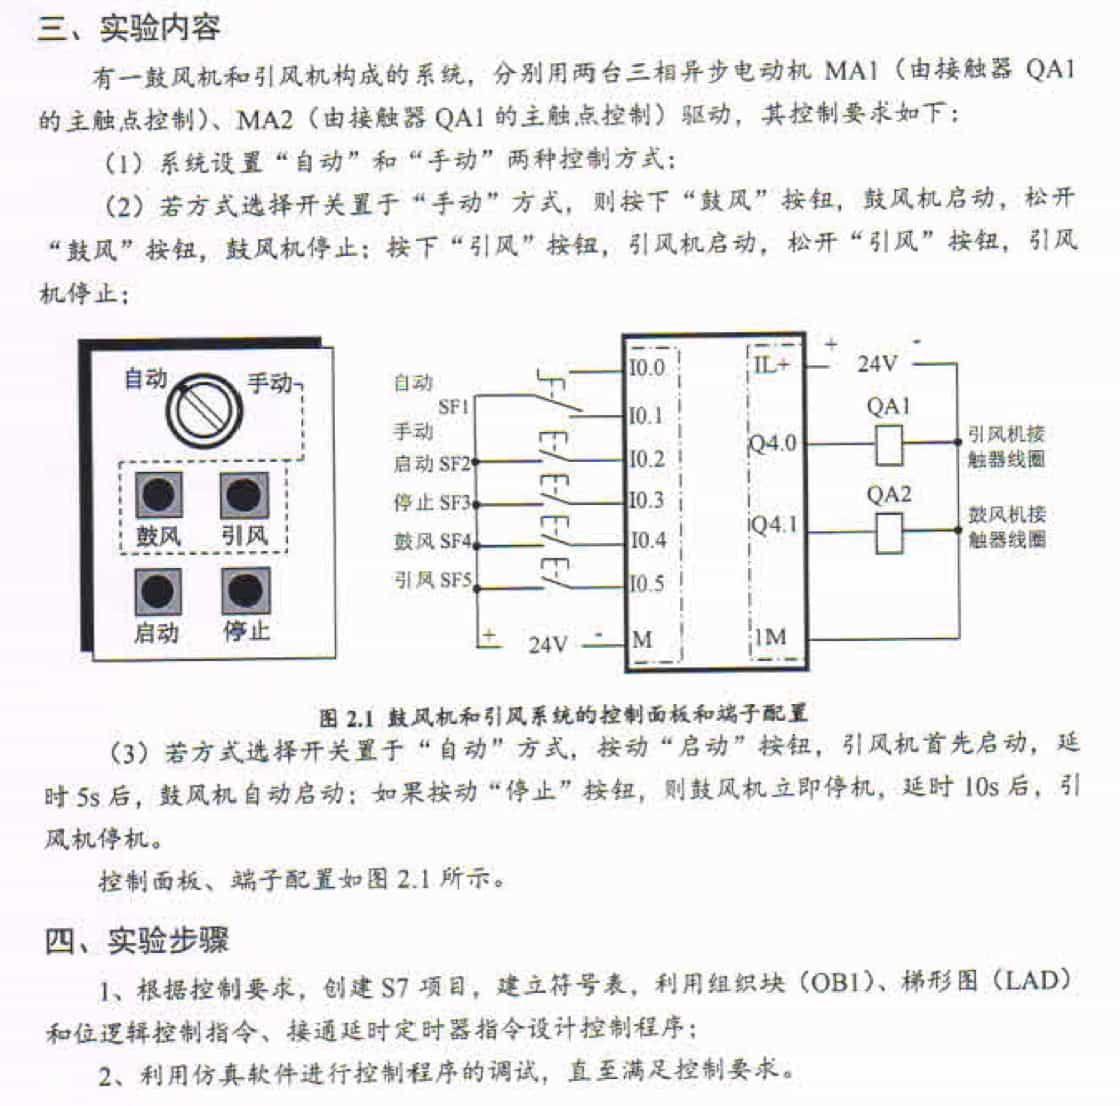 三、实验内容
有一鼓风机和引风机构成的系统，分别用两台三相异步电动机 MA1（由接触器 QA1
的主触点控制）、MA2（由接触器 QA1 的主触点控制）驱动，其控制要求如下：
（1）系统设置“自动”和“手动”两种控制方式；
（2）若方式选择开关置于“手动”方式，则按下“鼓风”按钮，鼓风机启动，松开
“鼓风”按钮，鼓风机停止；按下“引风”按钮，引风机启动，松开“引风”按钮，引风
机停止；
自动 手动
鼓风 引风
启动 停止
自动
SF1
手动
启动 SF2
停止 SF3
鼓风 SF4
引风 SF5
+ 24V -
I0.0
I0.1
I0.2
I0.3
I0.4
I0.5
M
IL+
Q4.0
Q4.1
1M
+ 24V -
QA1
引风机接
触器线圈
QA2
鼓风机接
触器线圈
图 2.1 鼓风机和引风系统的控制面板和端子配置
（3）若方式选择开关置于“自动”方式，按动“启动”按钮，引风机首先启动，延
时 5s 后，鼓风机自动启动；如果按动“停止”按钮，则鼓风机立即停机，延时 10s 后，引
风机停机。
控制面板、端子配置如图 2.1 所示。
四、实验步骤
1、根据控制要求，创建 S7 项目，建立符号表，利用组织块（OB1）、梯形图（LAD）
和位逻辑控制指令、接通延时定时器指令设计控制程序；
2、利用仿真软件进行控制程序的调试，直至满足控制要求。